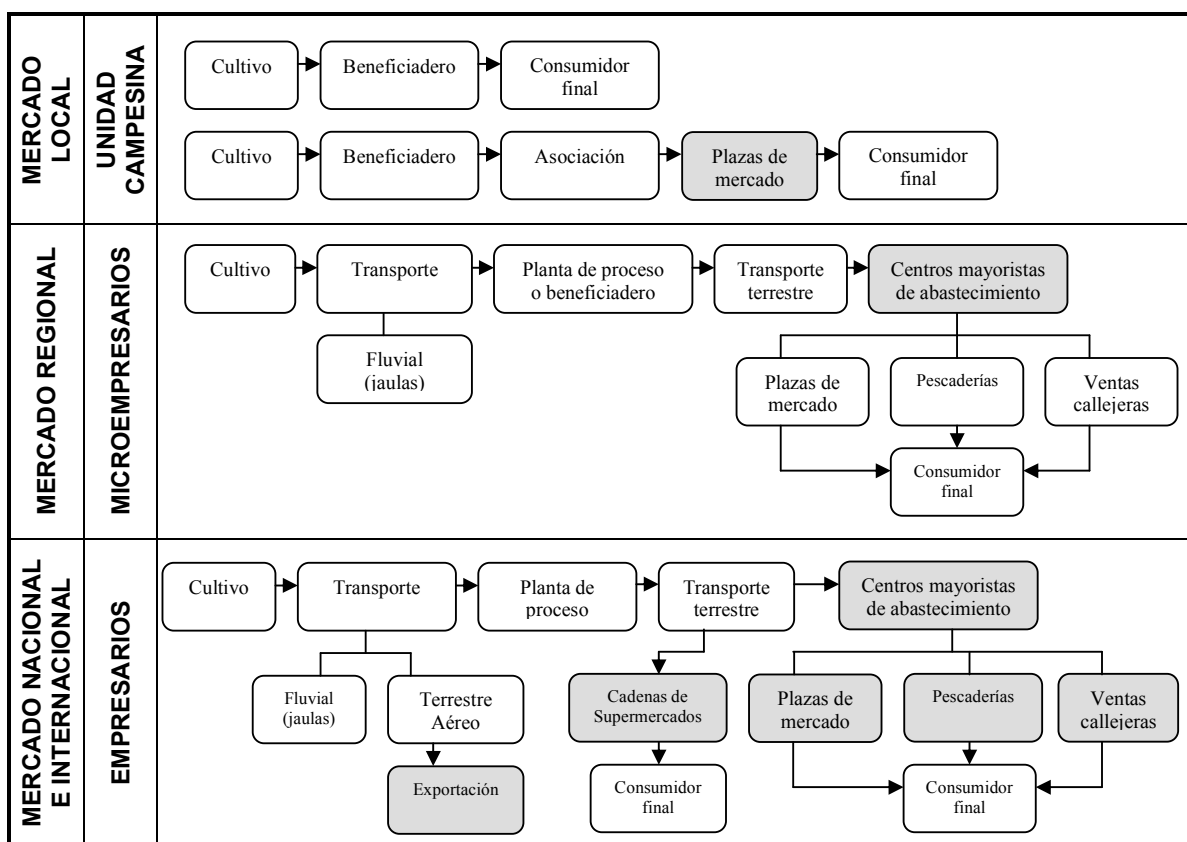 MERCADO
LOCAL
UNIDAD
CAMPESINA
Cultivo
Beneficiadero
Consumidor
final
Cultivo
Beneficiadero
Asociación
Plazas de
mercado
Consumidor
final
MERCADO REGIONAL
MICROEMPRESARIOS
Cultivo
Transporte
Planta de proceso
o beneficiadero
Transporte
terrestre
Centros mayoristas
de abastecimiento
Fluvial
(jaulas)
Plazas de
mercado
Pescaderías
Ventas
callejeras
Consumidor
final
MERCADO NACIONAL
E INTERNACIONAL
EMPRESARIOS
Cultivo
Transporte
Planta de
proceso
Transporte
terrestre
Centros mayoristas
de abastecimiento
Fluvial
(jaulas)
Terrestre
Aéreo
Cadenas de
Supermercados
Plazas de
mercado
Pescaderías
Ventas
callejeras
Exportación
Consumidor
final
Consumidor
final